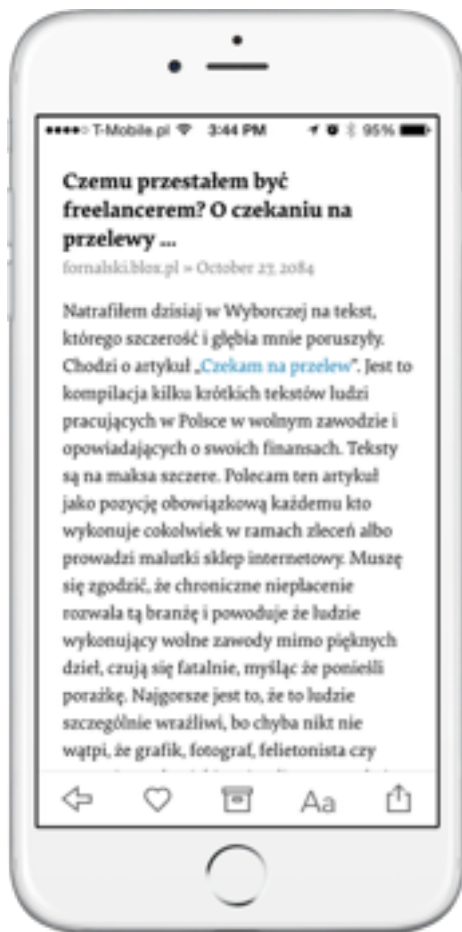 T-Mobile.pl 3:44 PM 95%
Czemu przestałem być
freelancerem? O czekaniu na
przelewy ...
fornalski.blox.pl » October 27, 2084
Natrafiłem dzisiaj w Wyborczej na tekst,
którego szczerość i głębia mnie poruszyły.
Chodzi o artykuł „Czekam na przelew”. Jest to
kompilacja kilku krótkich tekstów ludzi
pracujących w Polsce w wolnym zawodzie i
opowiadających o swoich finansach. Teksty
są na maksa szczere. Polecam ten artykuł
jako pozycję obowiązkową każdemu kto
wykonuje cokolwiek w ramach zleceń albo
prowadzi malutki sklep internetowy. Muszę
się zgodzić, że chroniczne niepłacenie
rozwala tą branżę i powoduje że ludzie
wykonujący wolne zawody mimo pięknych
dzieł, czują się fatalnie, myśląc że ponieśli
porażkę. Najgorsze jest to, że to ludzie
szczególnie wrażliwi, bo chyba nikt nie
wątpi, że grafik, fotograf, felietonista czy
Aa